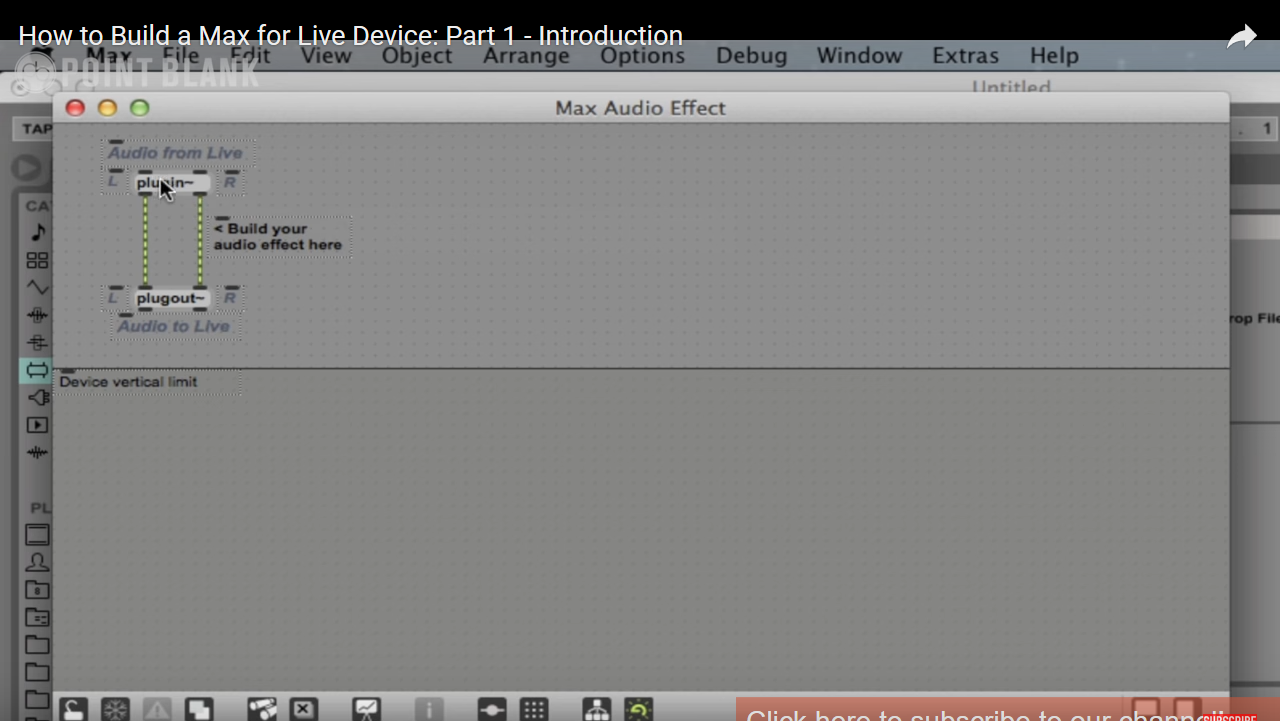 How to Build a Max for Live Device: Part 1 - Introduction
Max File Edit View Object Arrange Options Debug Window Extras Help
POINT BLANK
Untitled
Max Audio Effect
TAP
. 1
Audio from Live
L plugin~ R
CA
< Build your
audio effect here
L plugout~ R
rop File
Audio to Live
Device vertical limit
PL
8
Click here to subscribe to our channel
SUBSCRIBE